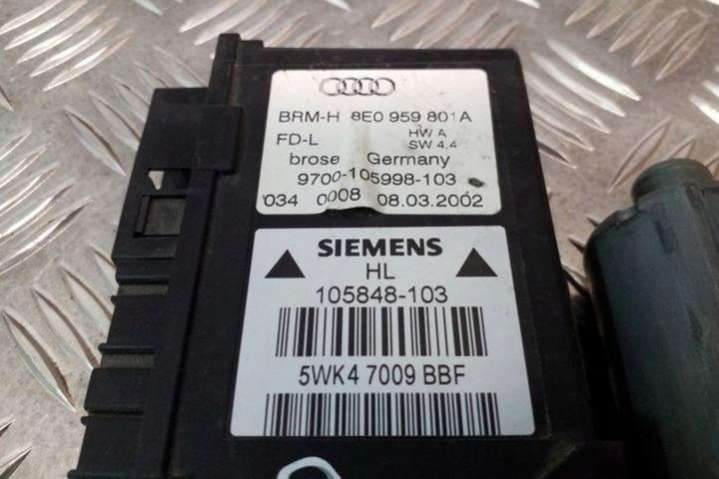 BRM-H 8E0 959 801A
FD-L HW A
SW 4,4
brose Germany
9700-105998-103
034 0008 08.03.2002
SIEMENS
HL
105848-103
5WK4 7009 BBF